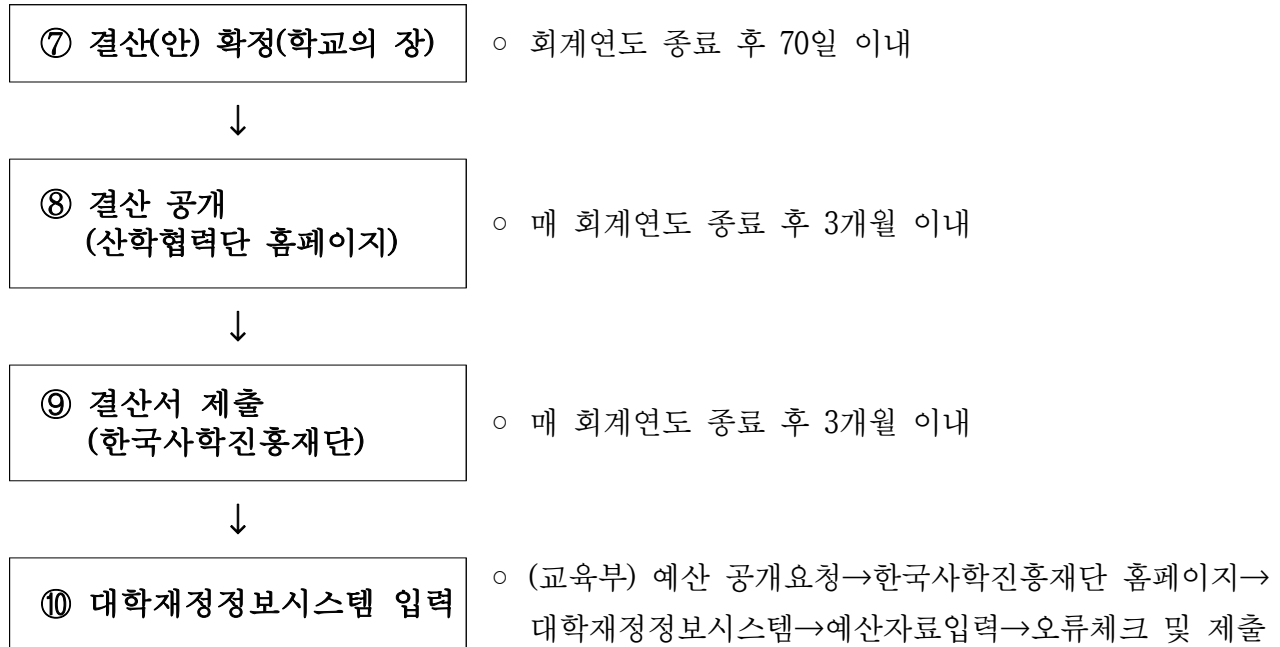 ⑦ 결산(안) 확정(학교의 장)
○ 회계연도 종료 후 70일 이내
↓
⑧ 결산 공개
(산학협력단 홈페이지)
○ 매 회계연도 종료 후 3개월 이내
↓
⑨ 결산서 제출
(한국사학진흥재단)
○ 매 회계연도 종료 후 3개월 이내
↓
⑩ 대학재정정보시스템 입력
○ (교육부) 예산 공개요청→한국사학진흥재단 홈페이지→
대학재정정보시스템→예산자료입력→오류체크 및 제출